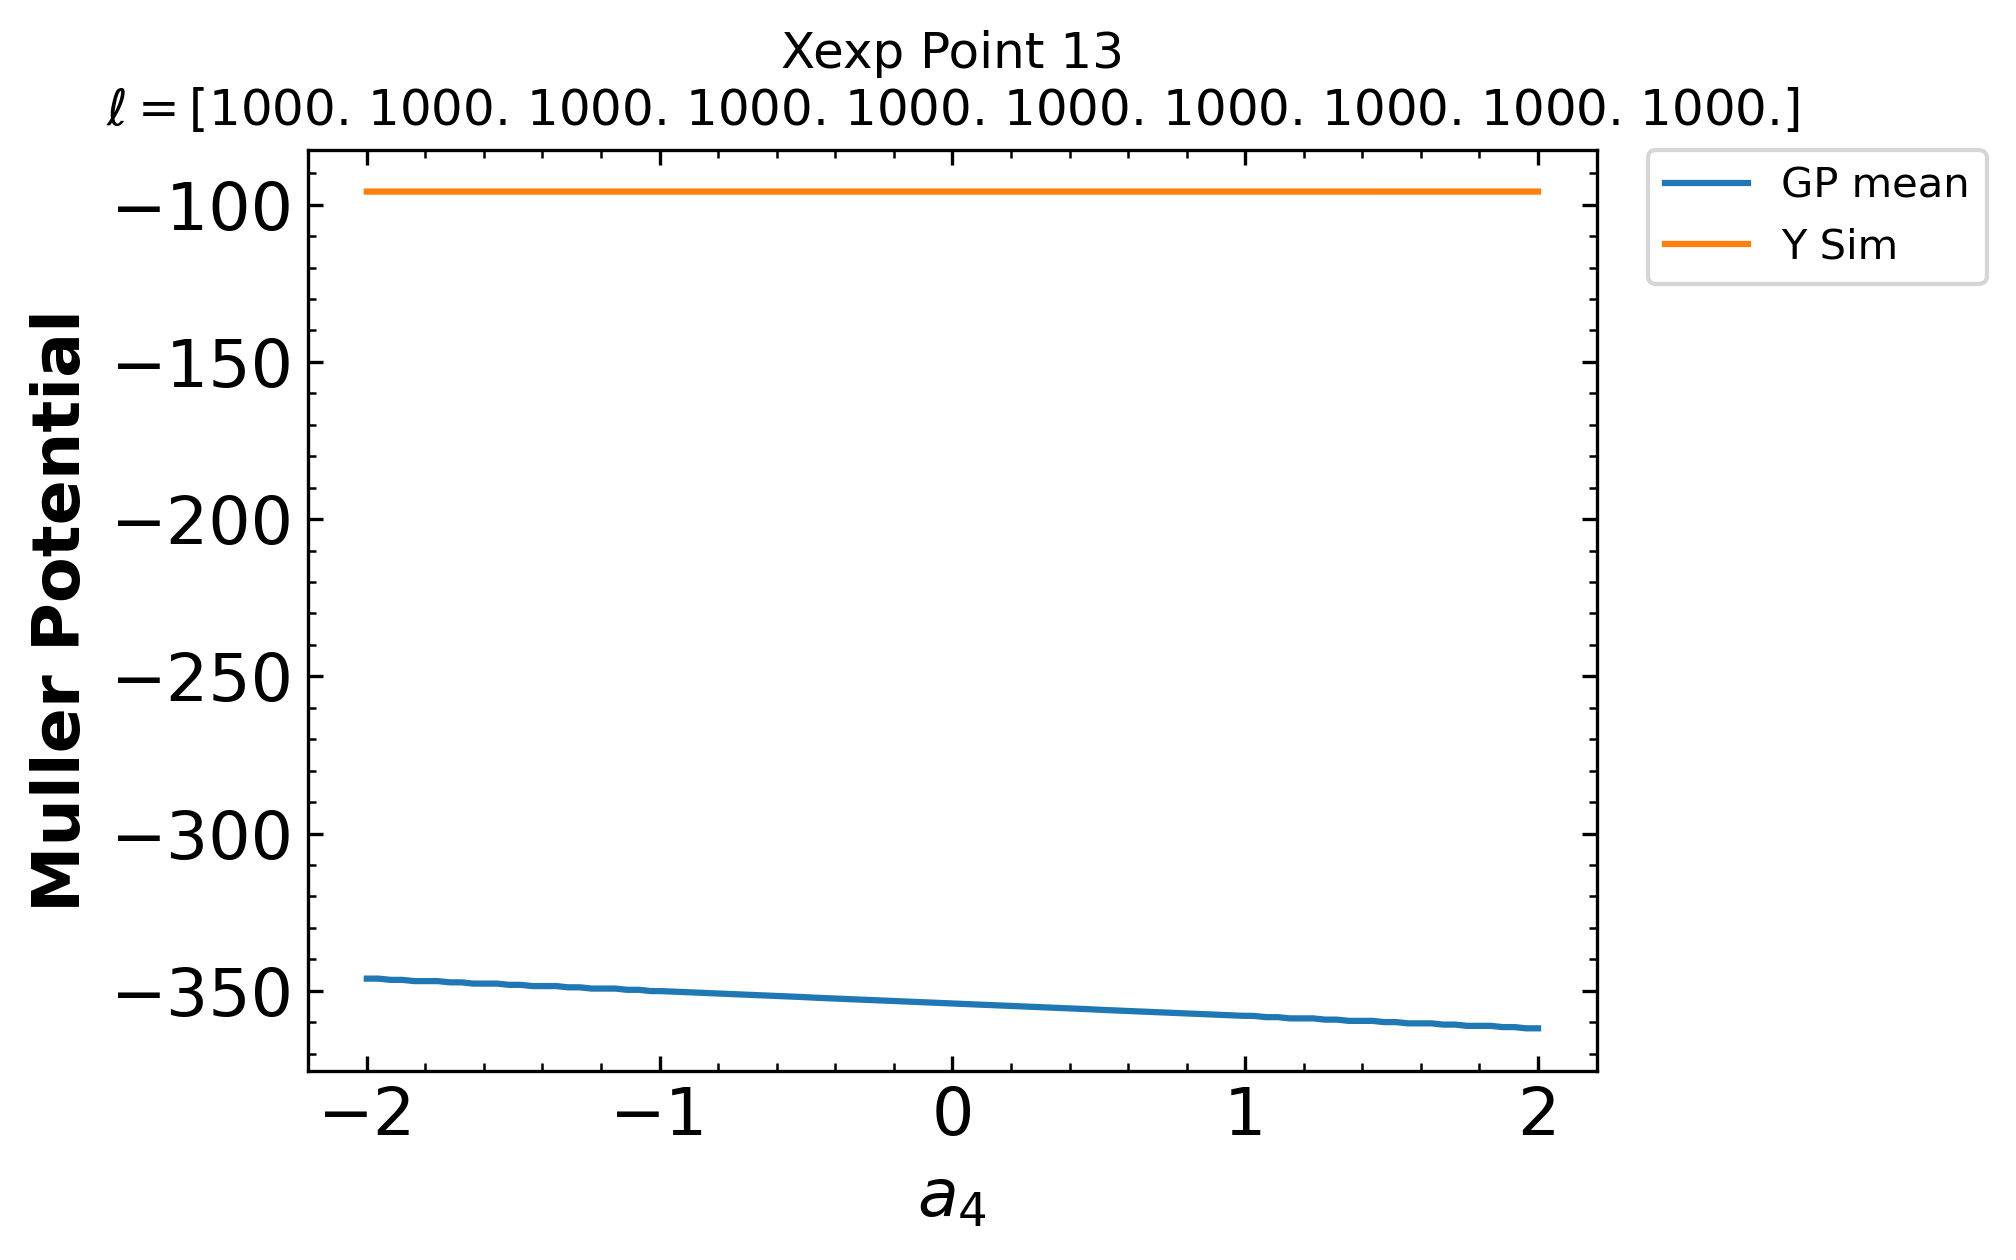 Xexp Point 13
ℓ = [1000. 1000. 1000. 1000. 1000. 1000. 1000. 1000. 1000. 1000.]
GP mean
Y Sim
Muller Potential
−100
−150
−200
−250
−300
−350
−2 −1 0 1 2
a₄